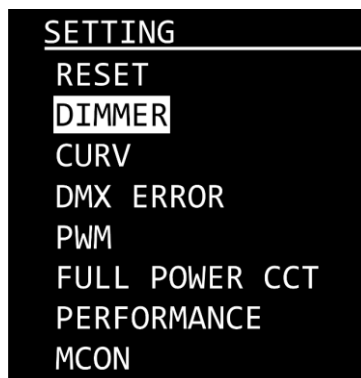 SETTING
RESET
DIMMER
CURV
DMX ERROR
PWM
FULL POWER CCT
PERFORMANCE
MCON